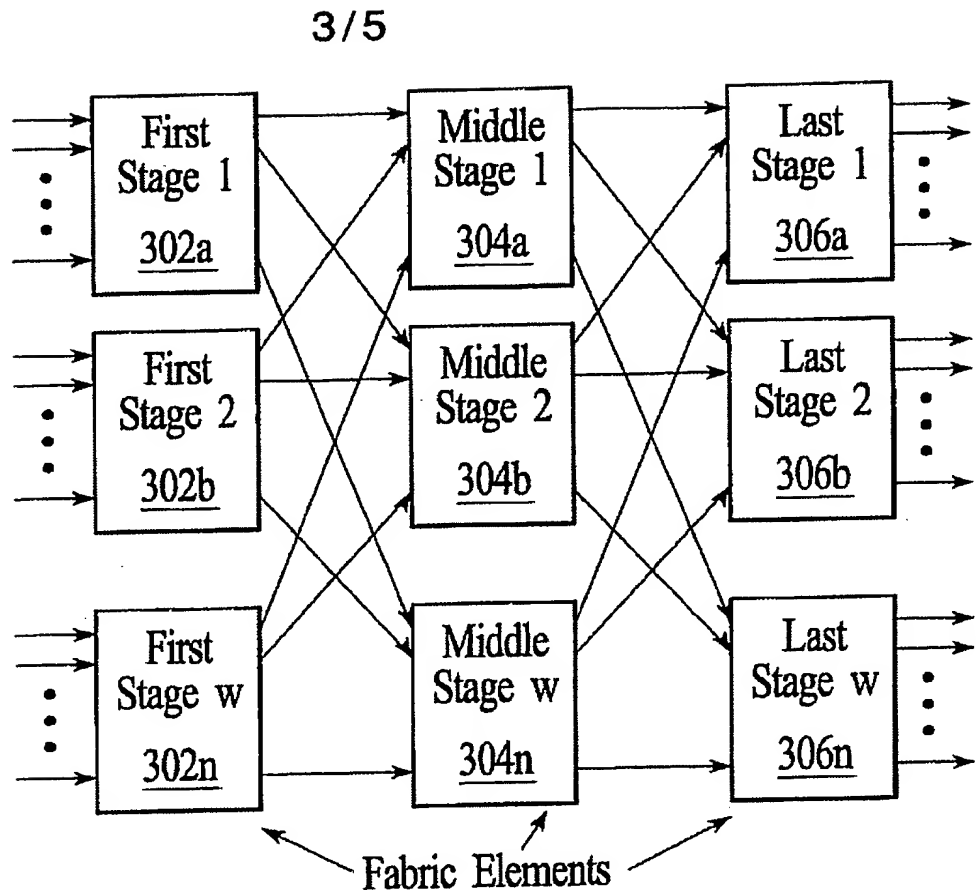 3/5
First
Stage 1
302a
Middle
Stage 1
304a
Last
Stage 1
306a
First
Stage 2
302b
Middle
Stage 2
304b
Last
Stage 2
306b
First
Stage w
302n
Middle
Stage w
304n
Last
Stage w
306n
Fabric Elements